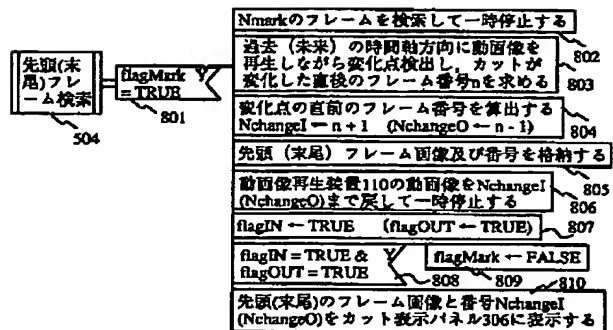 先頭(末
尾)フレ
ーム検索
504
flagMark
= TRUE
Y
801
Nmarkのフレームを検索して一時停止する
802
過去（未来）の時間軸方向に動画像を
再生しながら変化点検出し，カットが
変化した直後のフレーム番号nを求める
803
変化点の直前のフレーム番号を算出する
NchangeI ← n + 1 (NchangeO ← n - 1)
804
先頭（末尾）フレーム画像及び番号を格納する
805
動画像再生装置110の動画像をNchangeI
(NchangeO)まで戻して一時停止する
806
flagIN ← TRUE (flagOUT ← TRUE)
807
flagIN = TRUE &
flagOUT = TRUE
Y
808
flagMark ← FALSE
809
810
先頭(末尾)のフレーム画像と番号NchangeI
(NchangeO)をカット表示パネル306に表示する